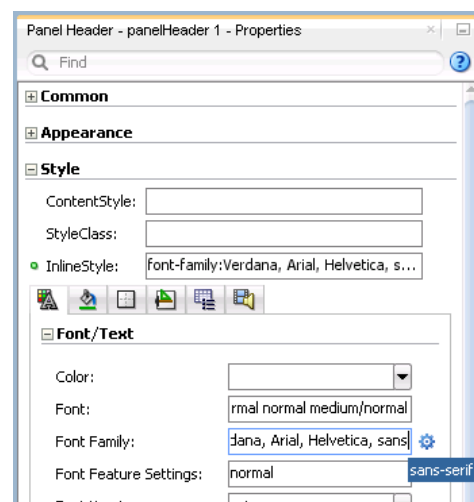 Panel Header - panelHeader 1 - Properties
Find
Common
Appearance
Style
ContentStyle:
StyleClass:
InlineStyle: font-family:Verdana, Arial, Helvetica, s...
Font/Text
Color:
Font: rmal normal medium/normal
Font Family: dana, Arial, Helvetica, sans
sans-serif
Font Feature Settings: normal